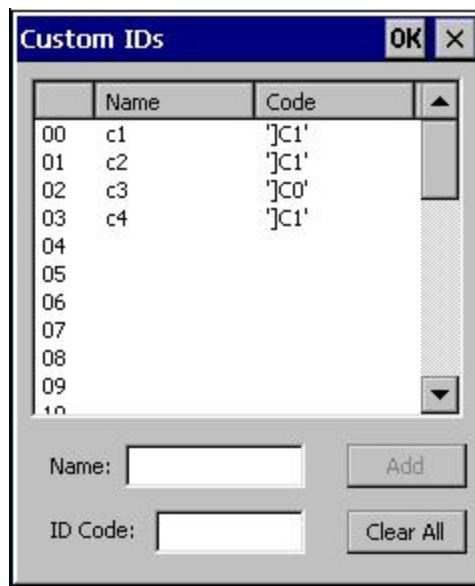 Custom IDs OK ×
Name Code
00 c1 ']C1'
01 c2 ']C1'
02 c3 ']C0'
03 c4 ']C1'
04
05
06
07
08
09
10
Name: Add
ID Code: Clear All